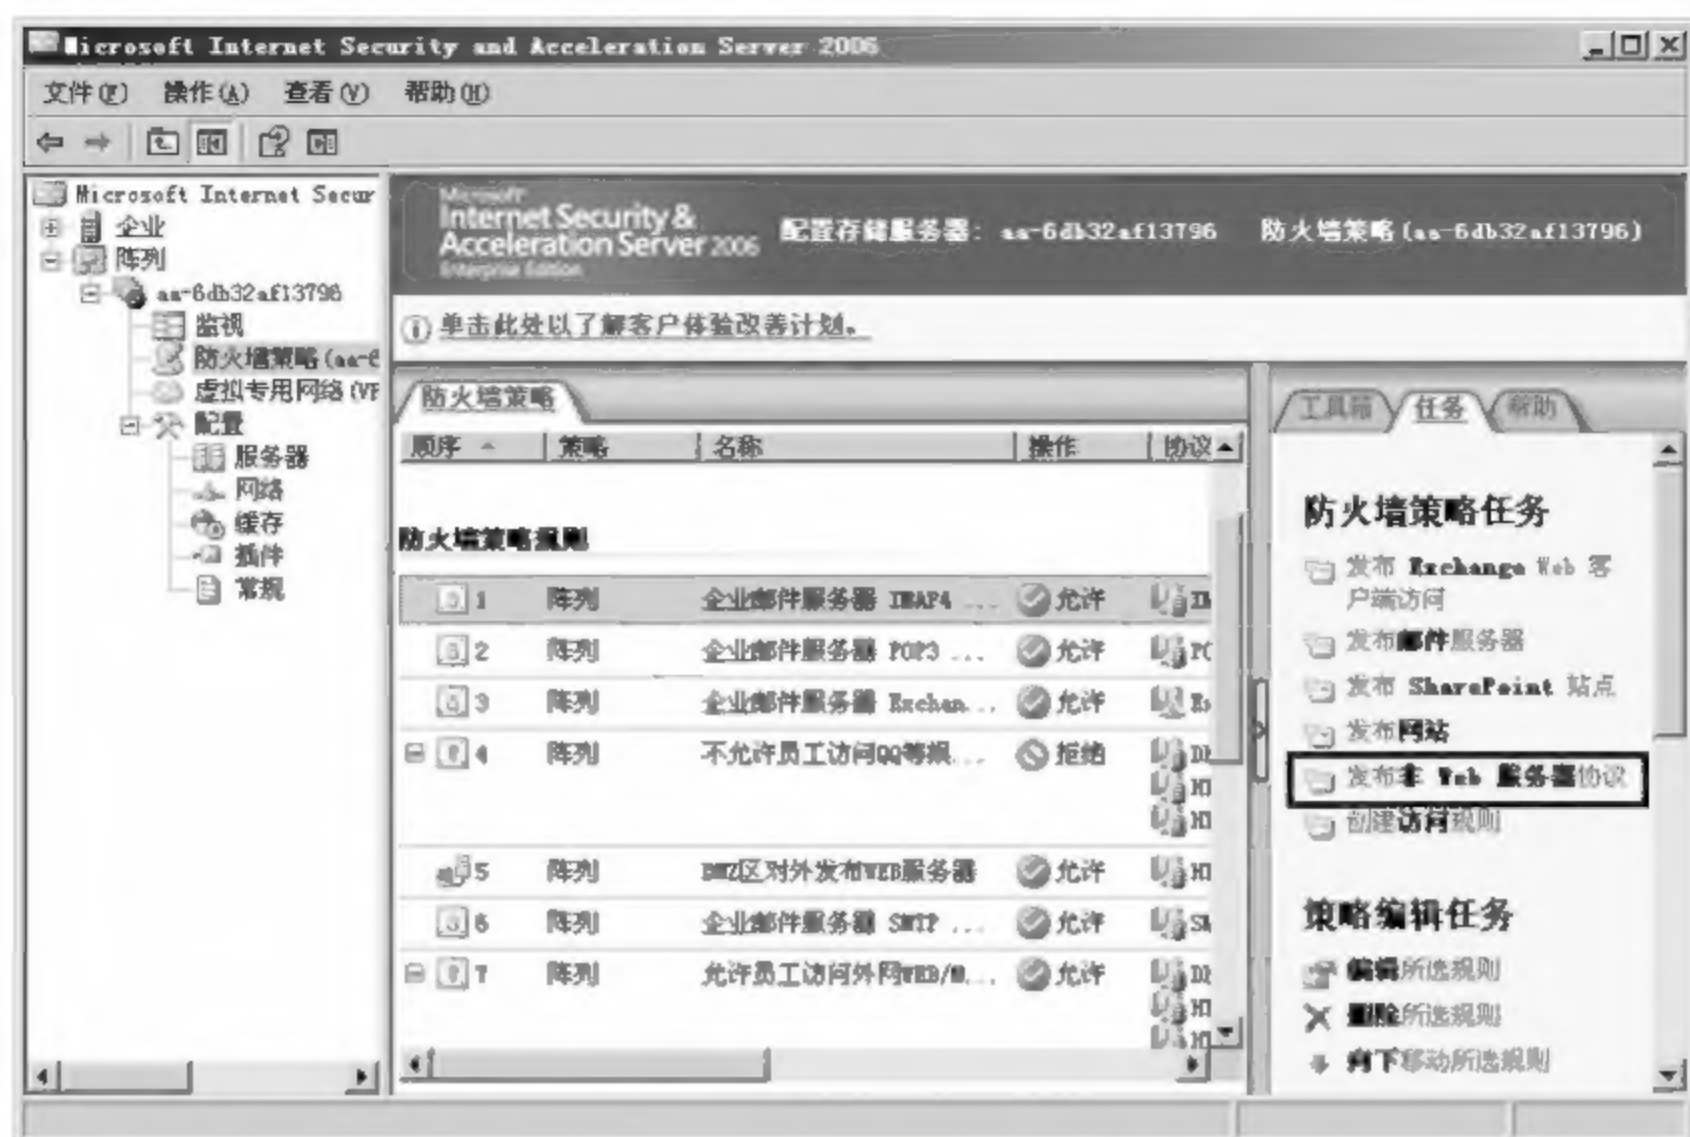 Microsoft Internet Security and Acceleration Server 2006
文件(F) 操作(A) 查看(V) 帮助(H)
Microsoft Internet Secur
企业
阵列
aa-6db32af13796
监视
防火墙策略(aa-6
虚拟专用网络(VP
配置
服务器
网络
缓存
插件
常规
Microsoft
Internet Security &
Acceleration Server 2006
Enterprise Edition
配置存储服务器: aa-6db32af13796 防火墙策略(aa-6db32af13796)
单击此处以了解客户体验改善计划。
防火墙策略
顺序 策略 名称 操作 协议
防火墙策略规则
1 阵列 企业邮件服务器 IMAP4 ... 允许 IM
2 阵列 企业邮件服务器 POP3 ... 允许 PO
3 阵列 企业邮件服务器 Exchan... 允许 Ex
4 阵列 不允许员工访问QQ等娱... 拒绝
5 阵列 DMZ区对外发布WEB服务器 允许
6 阵列 企业邮件服务器 SMTP ... 允许 SM
7 阵列 允许员工访问外网WEB/M... 允许
工具箱 任务 帮助
防火墙策略任务
发布 Exchange Web 客
户端访问
发布邮件服务器
发布 SharePoint 站点
发布网站
发布非 Web 服务器协议
创建访问规则
策略编辑任务
编辑所选规则
删除所选规则
向下移动所选规则